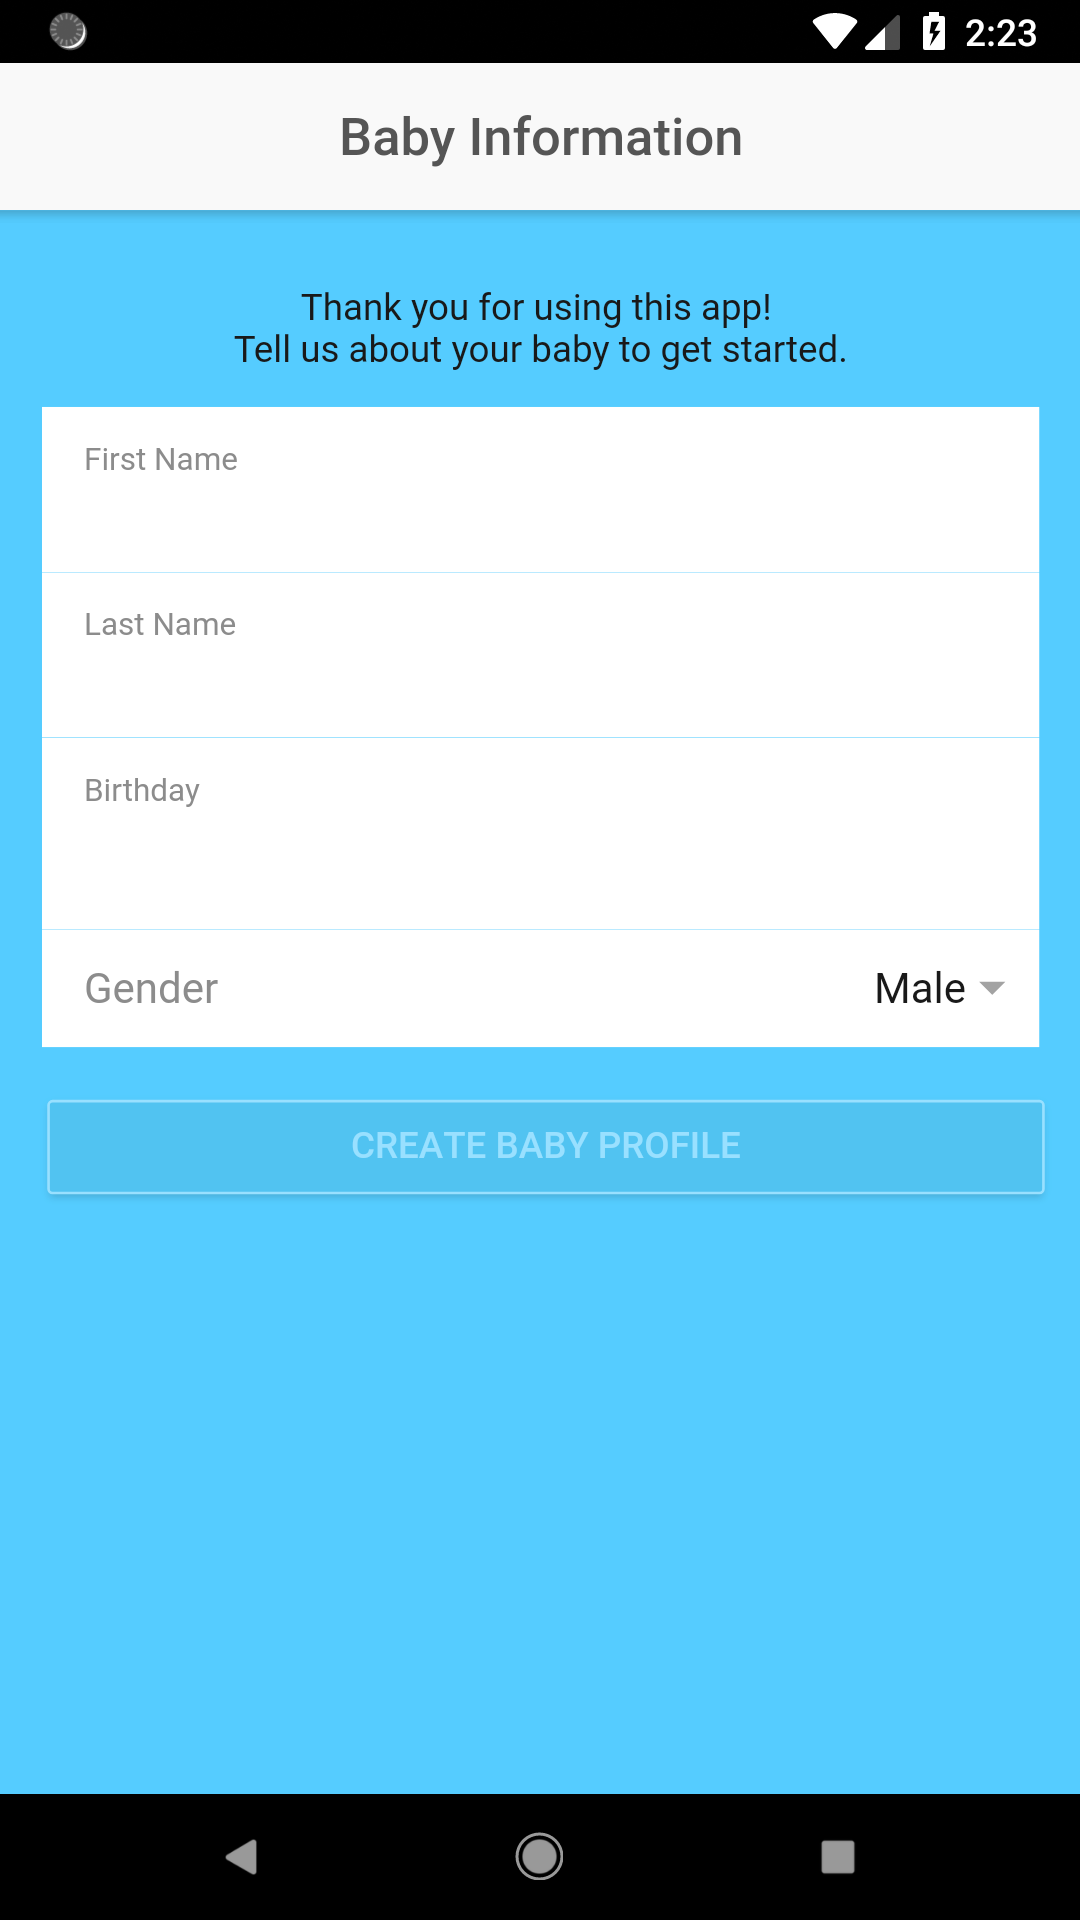 2:23
Baby Information
Thank you for using this app!
Tell us about your baby to get started.
First Name
Last Name
Birthday
Gender Male
CREATE BABY PROFILE